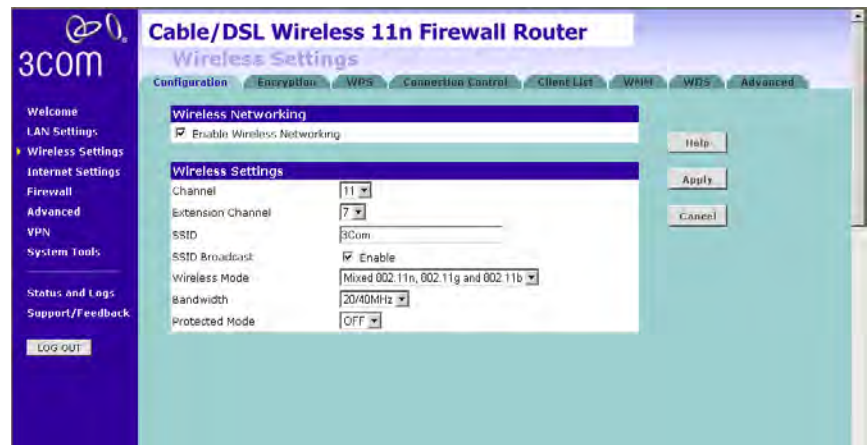 3COM
Cable/DSL Wireless 11n Firewall Router
Wireless Settings
Configuration Encryption WPS Connection Control Client List WMM WDS Advanced
Welcome
LAN Settings
Wireless Settings
Internet Settings
Firewall
Advanced
VPN
System Tools
Status and Logs
Support/Feedback
LOG OUT
Wireless Networking
Enable Wireless Networking
Wireless Settings
Channel 11
Extension Channel 7
SSID 3Com
SSID Broadcast Enable
Wireless Mode Mixed 802.11n, 802.11g and 802.11b
Bandwidth 20/40MHz
Protected Mode OFF
Help
Apply
Cancel